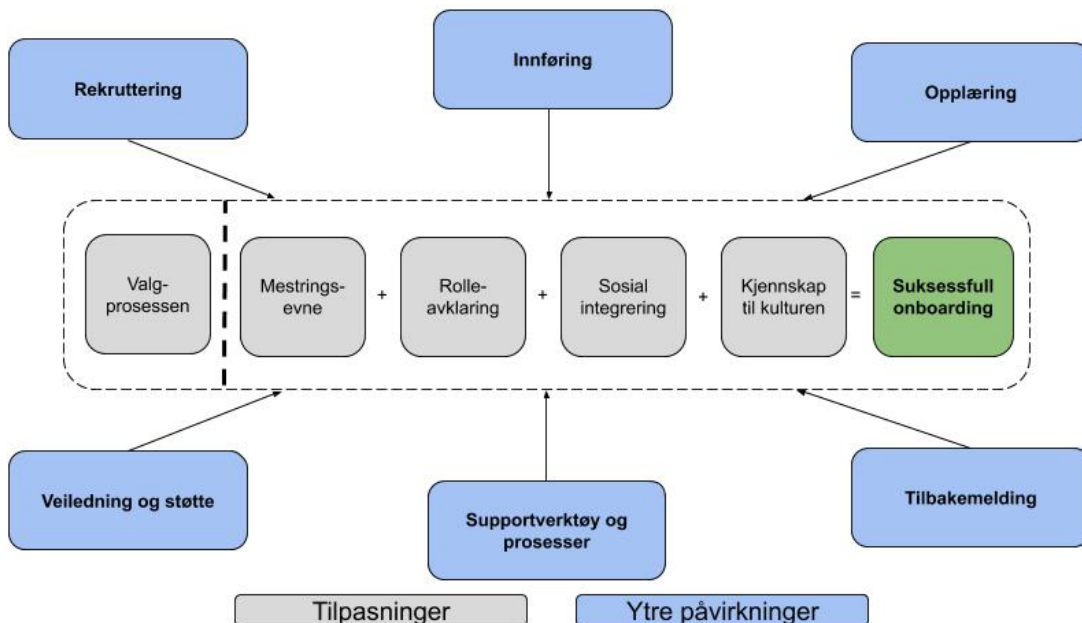 Rekruttering
Innføring
Opplæring
Valg-
prosessen
Mestrings-
evne
+
Rolle-
avklaring
+
Sosial
integrering
+
Kjennskap
til kulturen
=
Suksessfull
onboarding
Veiledning og støtte
Supportverktøy og
prosesser
Tilbakemelding
Tilpasninger
Ytre påvirkninger